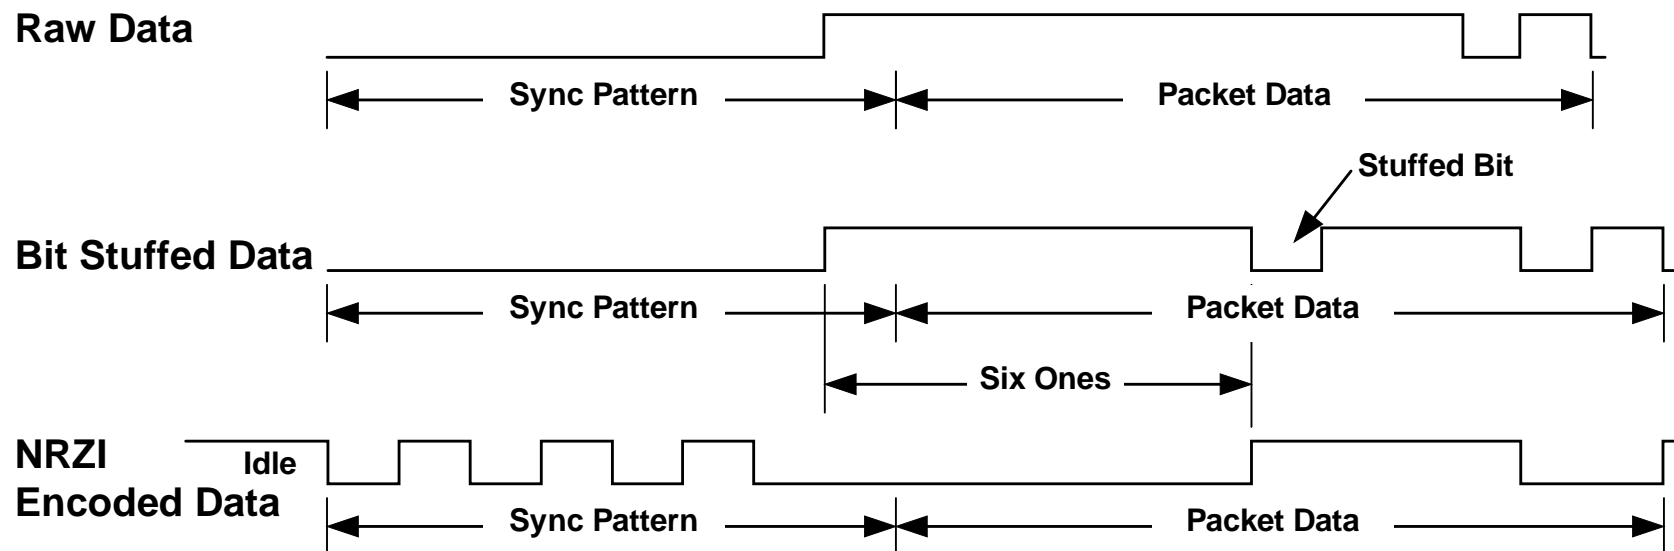 Raw Data
Sync Pattern
Packet Data
Stuffed Bit
Bit Stuffed Data
Sync Pattern
Packet Data
Six Ones
NRZI
Encoded Data
Idle
Sync Pattern
Packet Data